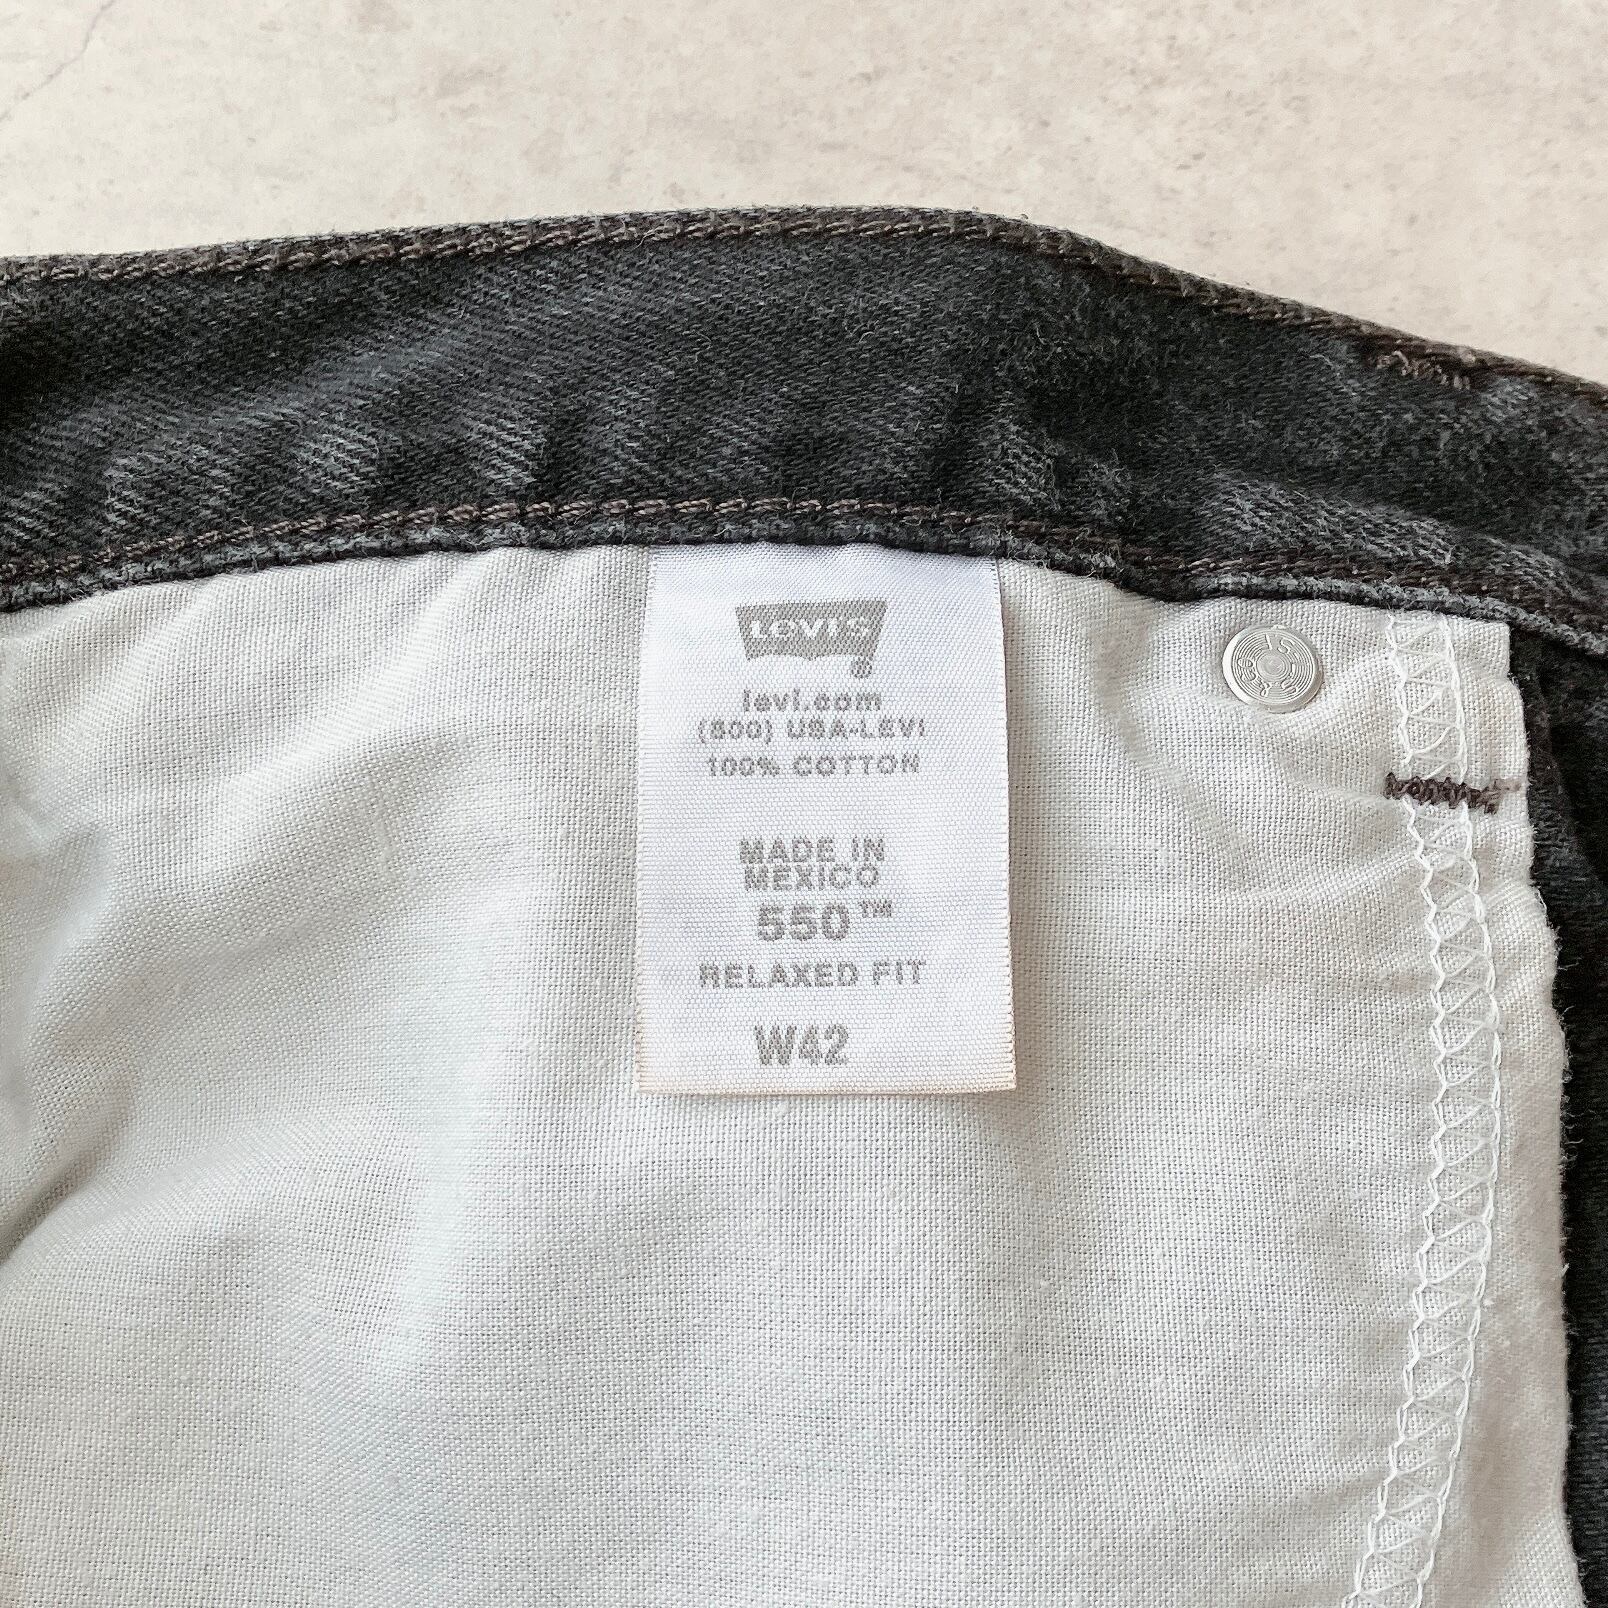 LEVI'S
levi.com
(800) USA-LEVI
100% COTTON
MADE IN
MEXICO
550™
RELAXED FIT
W42